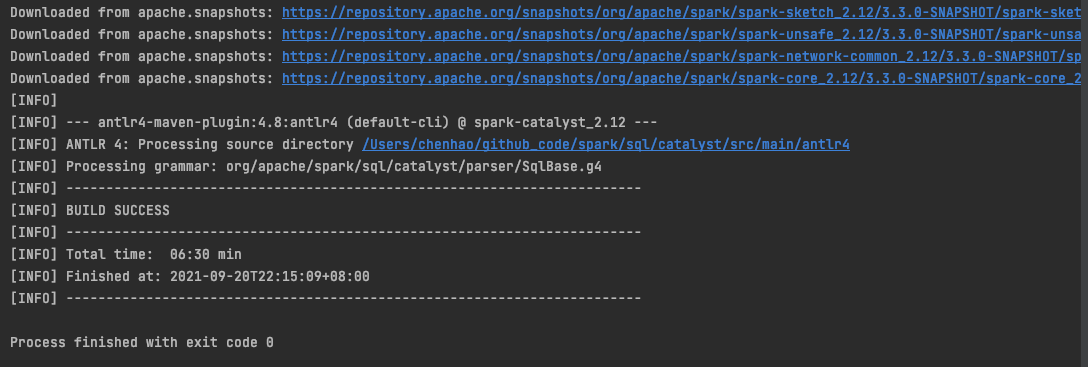 Downloaded from apache.snapshots: https://repository.apache.org/snapshots/org/apache/spark/spark-sketch_2.12/3.3.0-SNAPSHOT/spark-sket
Downloaded from apache.snapshots: https://repository.apache.org/snapshots/org/apache/spark/spark-unsafe_2.12/3.3.0-SNAPSHOT/spark-unsa
Downloaded from apache.snapshots: https://repository.apache.org/snapshots/org/apache/spark/spark-network-common_2.12/3.3.0-SNAPSHOT/sp
Downloaded from apache.snapshots: https://repository.apache.org/snapshots/org/apache/spark/spark-core_2.12/3.3.0-SNAPSHOT/spark-core_2
[INFO]
[INFO] --- antlr4-maven-plugin:4.8:antlr4 (default-cli) @ spark-catalyst_2.12 ---
[INFO] ANTLR 4: Processing source directory /Users/chenhao/github_code/spark/sql/catalyst/src/main/antlr4
[INFO] Processing grammar: org/apache/spark/sql/catalyst/parser/SqlBase.g4
[INFO] ------------------------------------------------------------------------
[INFO] BUILD SUCCESS
[INFO] ------------------------------------------------------------------------
[INFO] Total time:  06:30 min
[INFO] Finished at: 2021-09-20T22:15:09+08:00
[INFO] ------------------------------------------------------------------------
Process finished with exit code 0